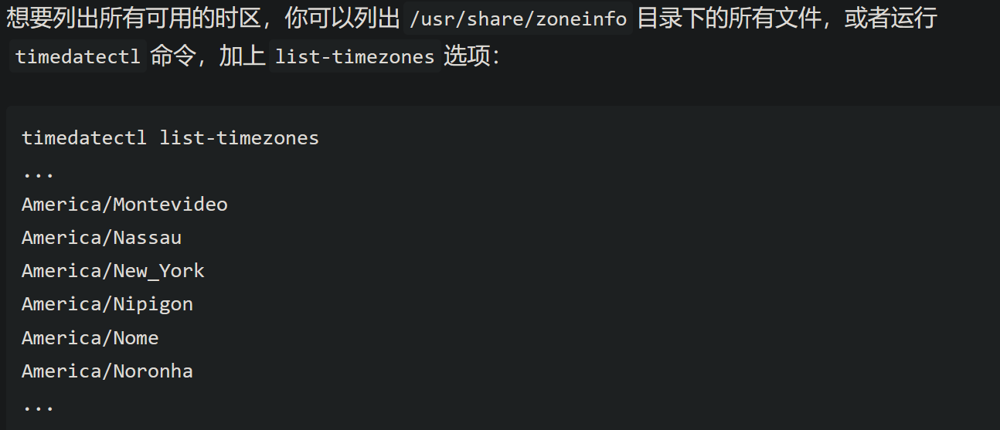 想要列出所有可用的时区，你可以列出 /usr/share/zoneinfo 目录下的所有文件，或者运行
timedatectl 命令，加上 list-timezones 选项：
timedatectl list-timezones
...
America/Montevideo
America/Nassau
America/New_York
America/Nipigon
America/Nome
America/Noronha
...